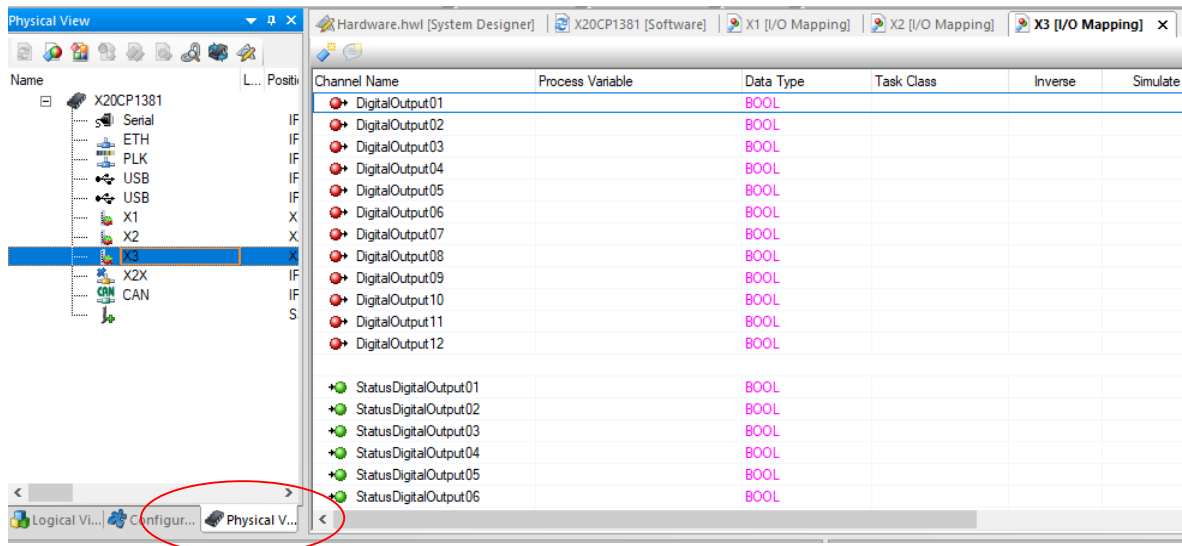 Physical View
Hardware.hwl [System Designer] X20CP1381 [Software] X1 [I/O Mapping] X2 [I/O Mapping] X3 [I/O Mapping]
Name L... Positi
Channel Name Process Variable Data Type Task Class Inverse Simulate
X20CP1381
Serial IF
ETH IF
PLK IF
USB IF
USB IF
X1 X
X2 X
X3 X
X2X IF
CAN IF
S
DigitalOutput01 BOOL
DigitalOutput02 BOOL
DigitalOutput03 BOOL
DigitalOutput04 BOOL
DigitalOutput05 BOOL
DigitalOutput06 BOOL
DigitalOutput07 BOOL
DigitalOutput08 BOOL
DigitalOutput09 BOOL
DigitalOutput10 BOOL
DigitalOutput11 BOOL
DigitalOutput12 BOOL
StatusDigitalOutput01 BOOL
StatusDigitalOutput02 BOOL
StatusDigitalOutput03 BOOL
StatusDigitalOutput04 BOOL
StatusDigitalOutput05 BOOL
StatusDigitalOutput06 BOOL
Logical Vi... Configur... Physical V...